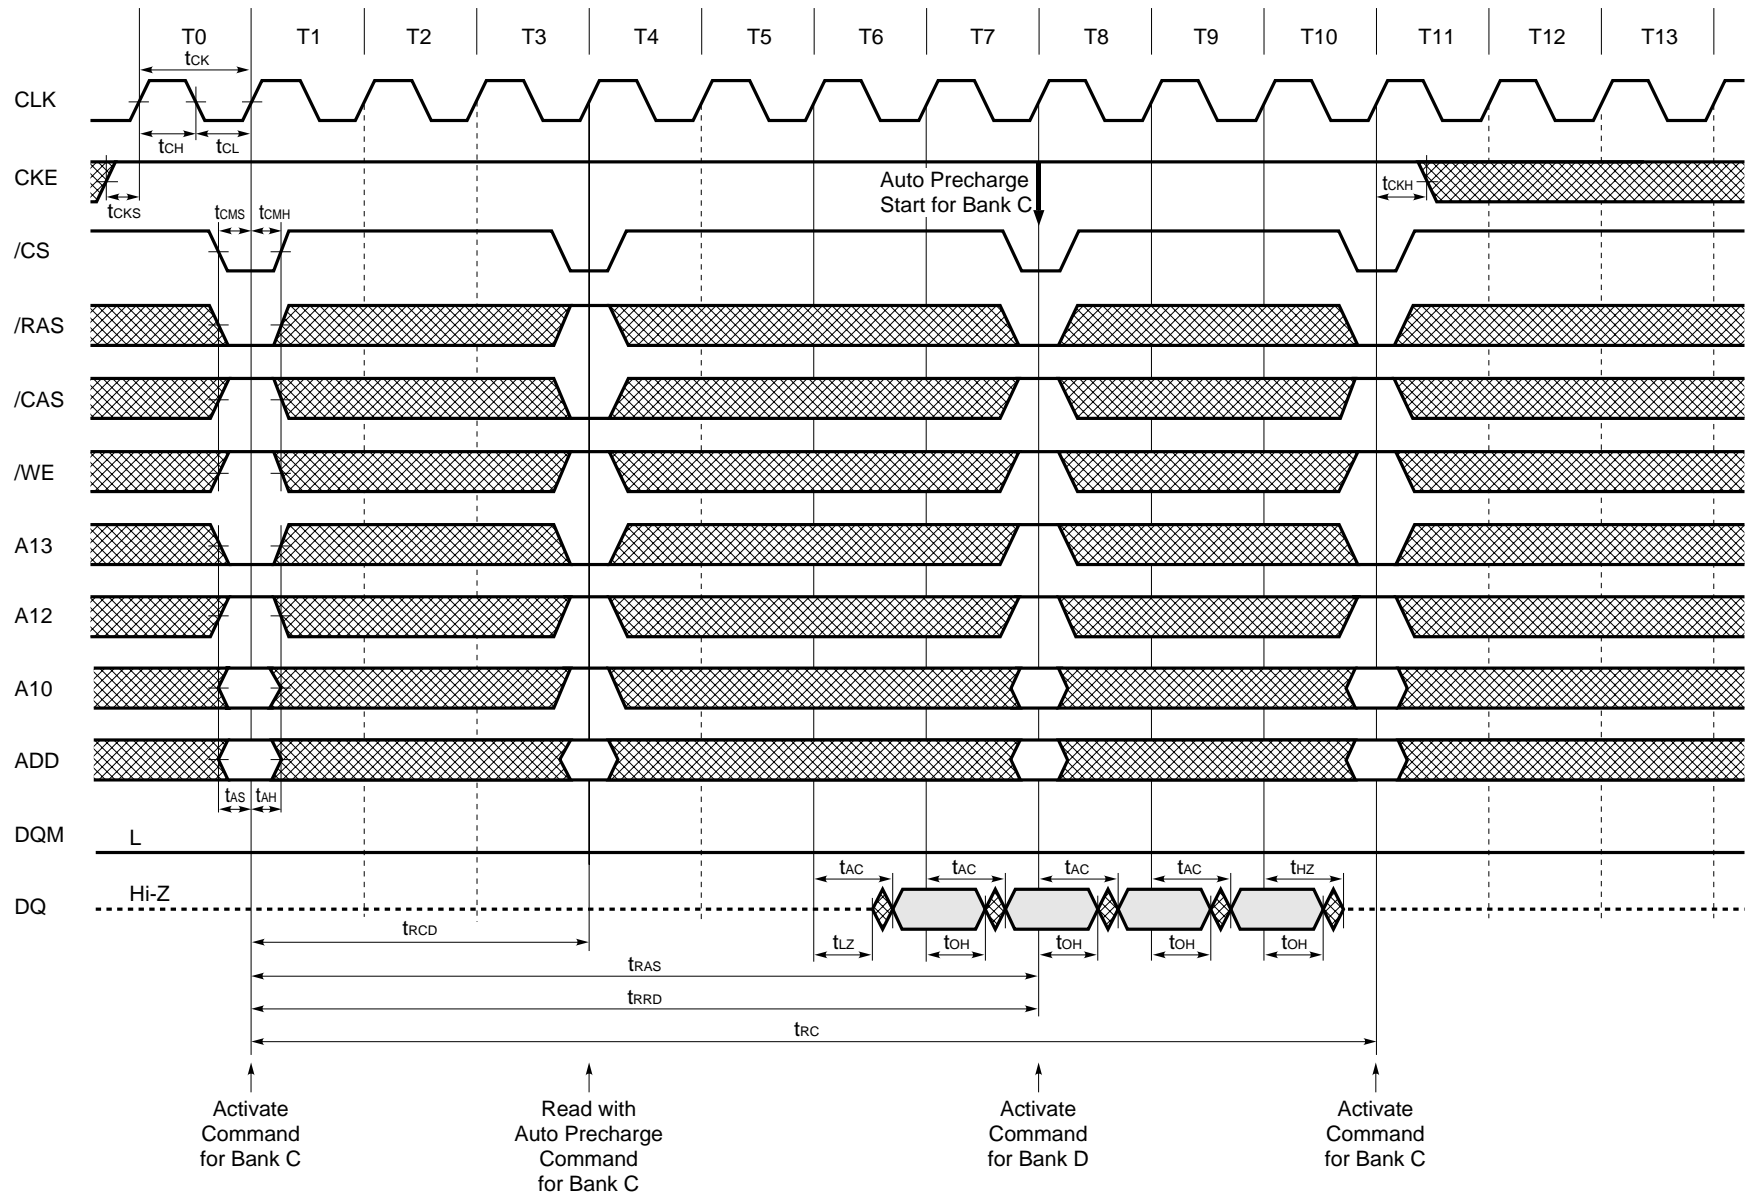 T0 T1 T2 T3 T4 T5 T6 T7 T8 T9 T10 T11 T12 T13
tCK
CLK
tCH tCL
CKE
Auto Precharge
Start for Bank C
tCKH
tCKS tCMS tCMH
/CS
/RAS
/CAS
/WE
A13
A12
A10
ADD
tAS tAH
DQM L
tAC tAC tAC tAC tHZ
DQ Hi-Z
tRCD
tLZ tOH tOH tOH tOH
tRAS
tRRD
tRC
Activate
Command
for Bank C
Read with
Auto Precharge
Command
for Bank C
Activate
Command
for Bank D
Activate
Command
for Bank C